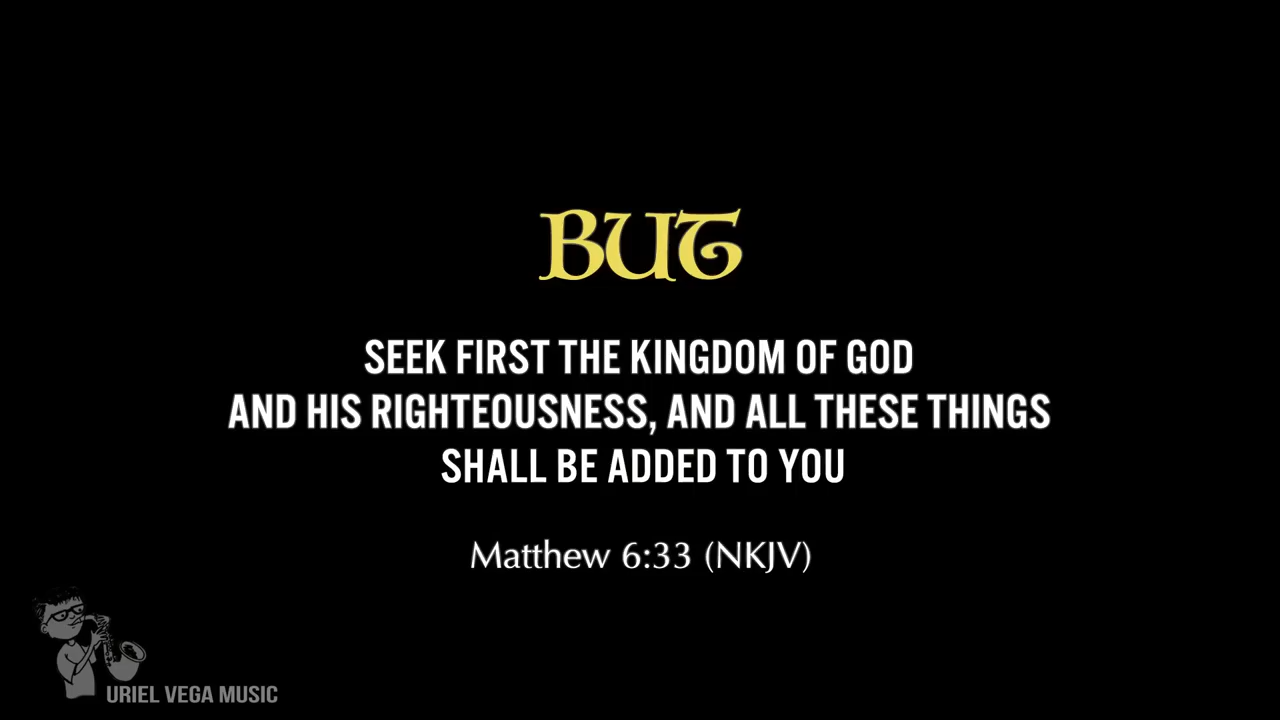 BUT
SEEK FIRST THE KINGDOM OF GOD
AND HIS RIGHTEOUSNESS, AND ALL THESE THINGS
SHALL BE ADDED TO YOU
Matthew 6:33 (NKJV)
URIEL VEGA MUSIC